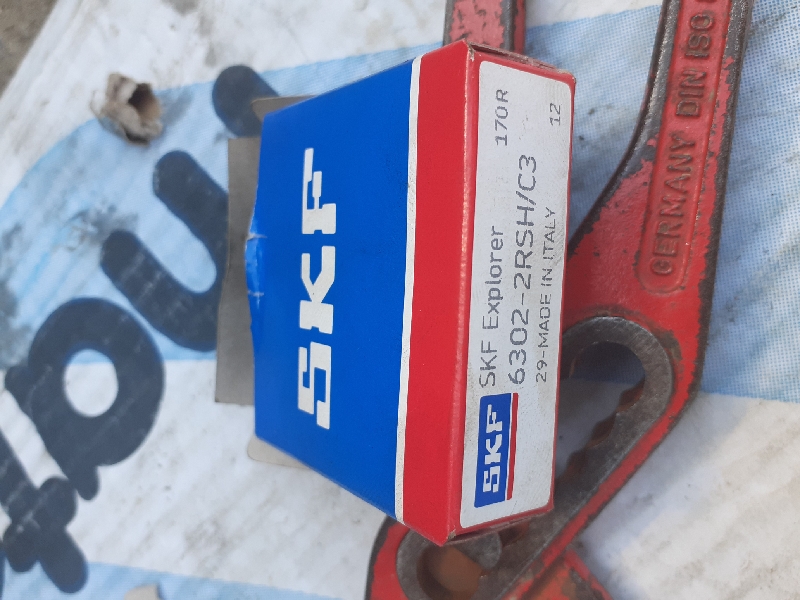 SKF
SKF
SKF Explorer 170R
6302-2RSH/C3
29-MADE IN ITALY 12
GERMANY DIN ISO